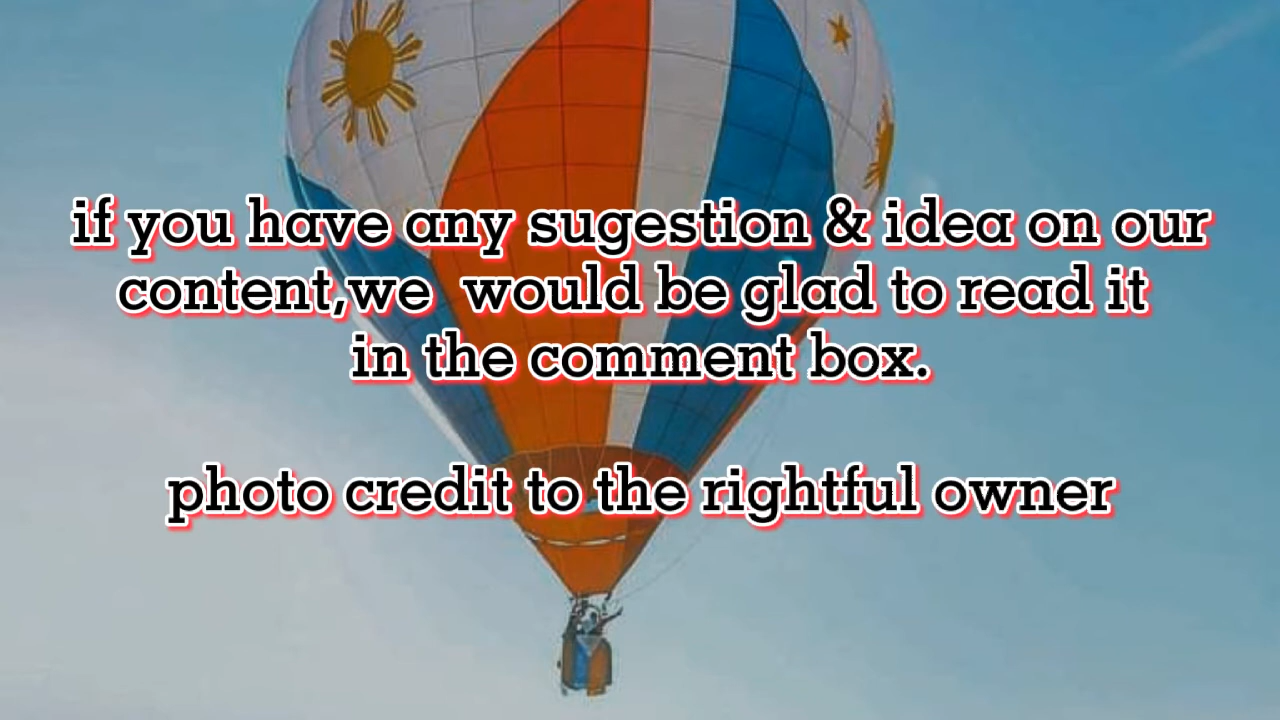 if you have any sugestion & idea on our
content,we would be glad to read it
in the comment box.
photo credit to the rightful owner